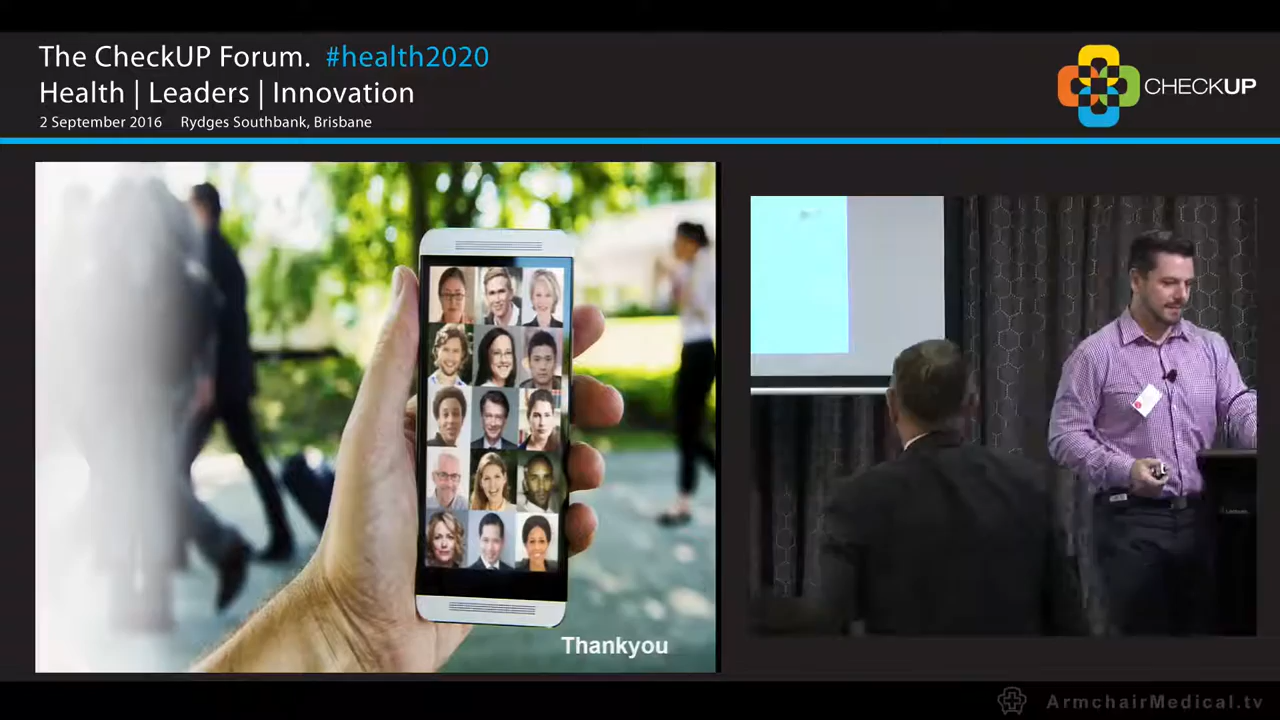 The CheckUP Forum. #health2020
Health | Leaders | Innovation
2 September 2016 Rydges Southbank, Brisbane
CHECKUP
Thankyou
ArmchairMedical.tv